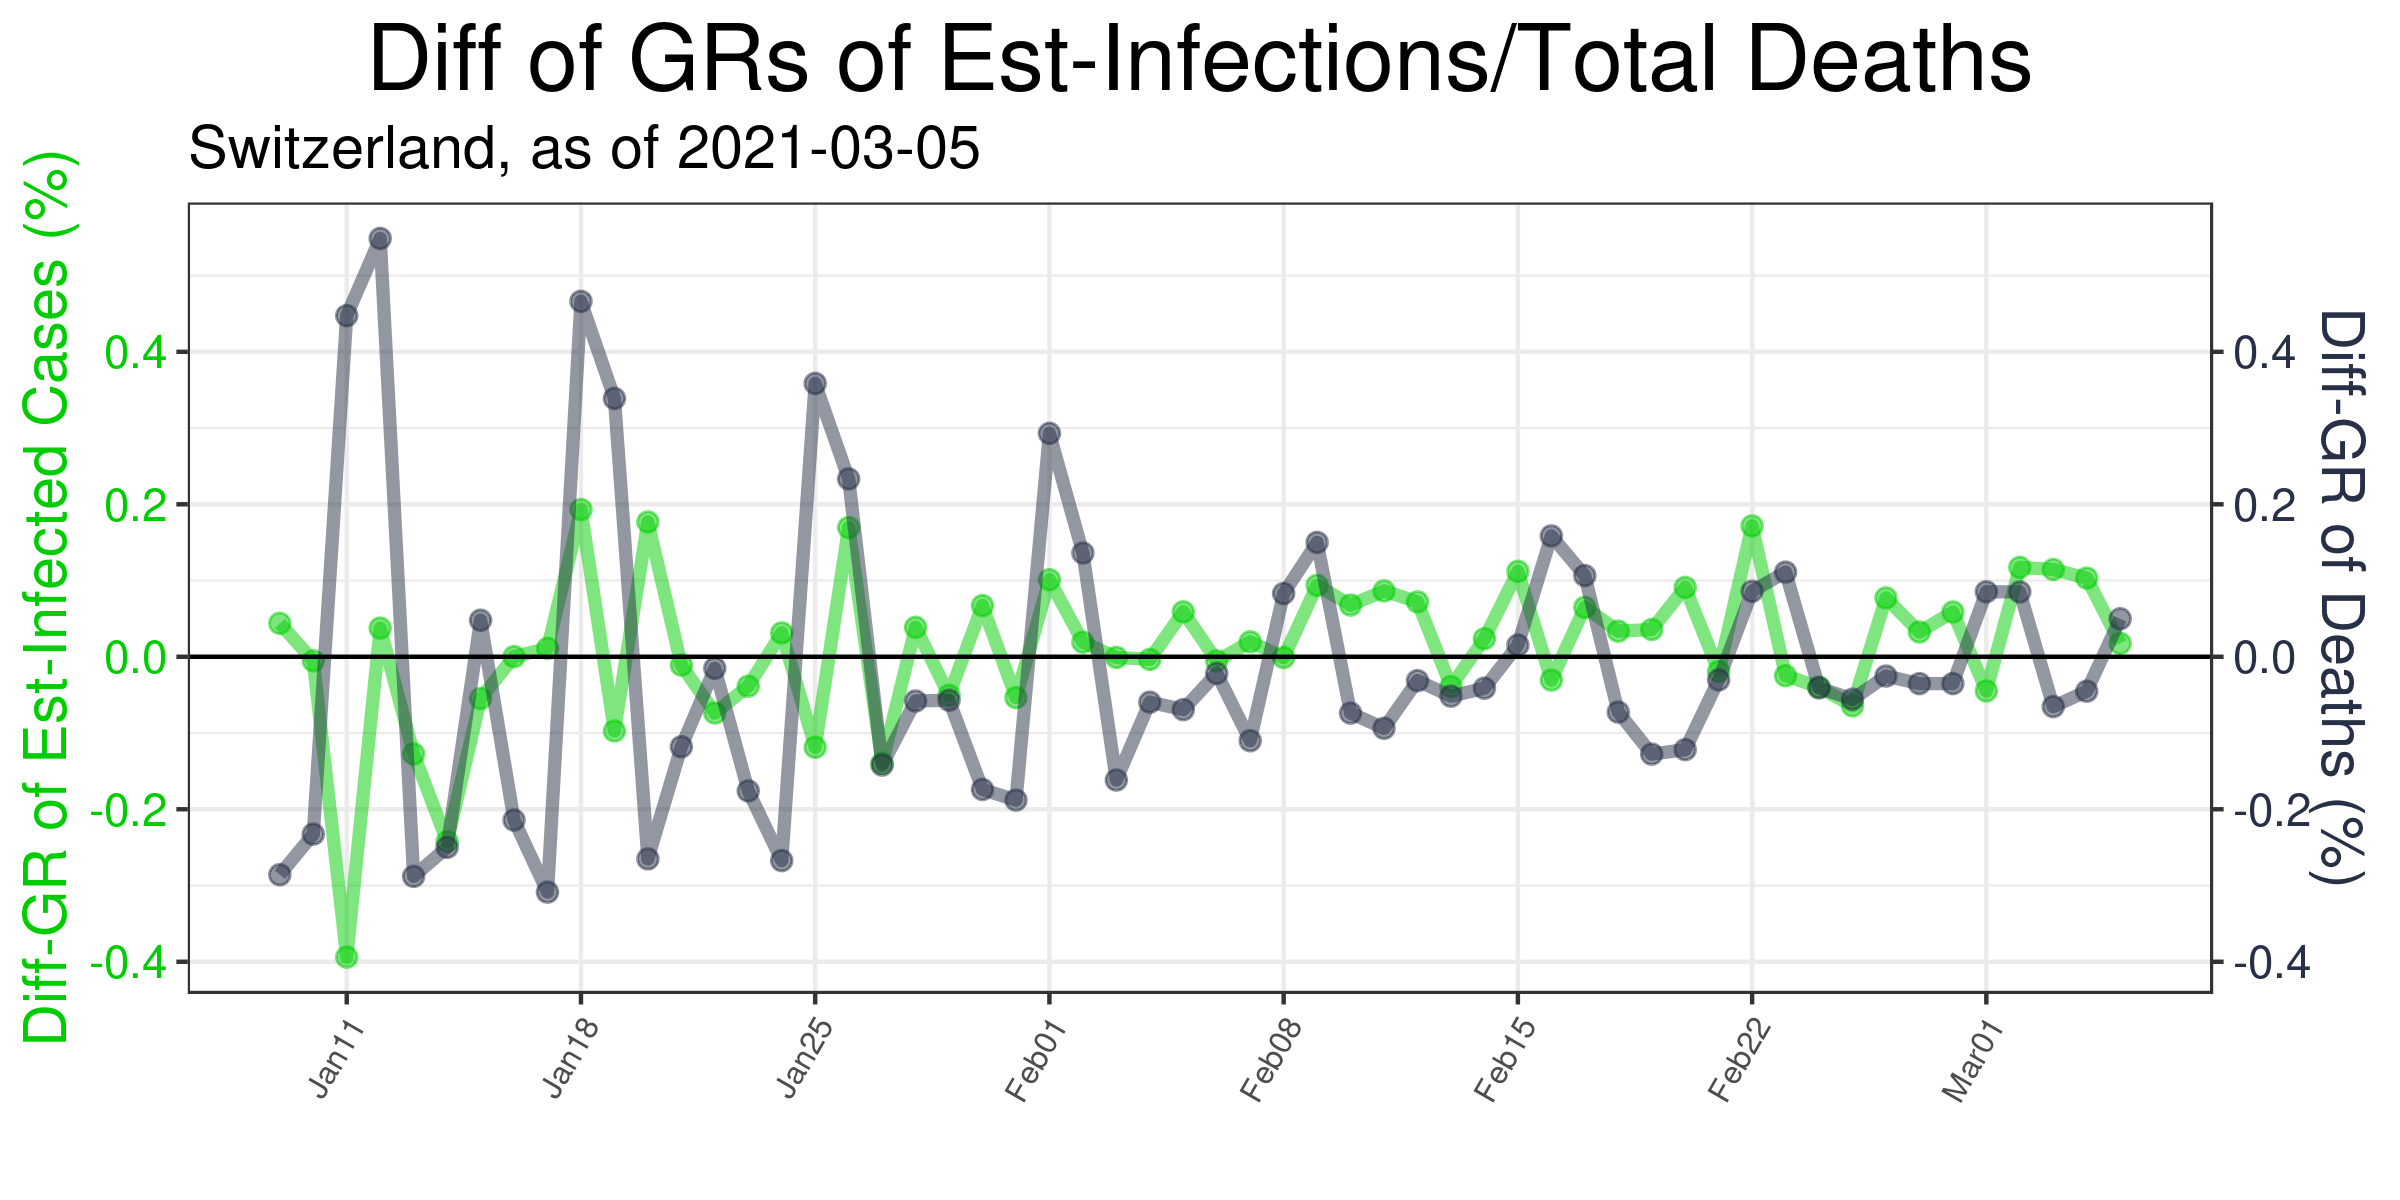 Diff of GRs of Est-Infections/Total Deaths
Switzerland, as of 2021-03-05
Diff-GR of Est-Infected Cases (%)
0.4
0.2
0.0
-0.2
-0.4
0.4
0.2
0.0
-0.2
-0.4
Diff-GR of Deaths (%)
Jan11
Jan18
Jan25
Feb01
Feb08
Feb15
Feb22
Mar01